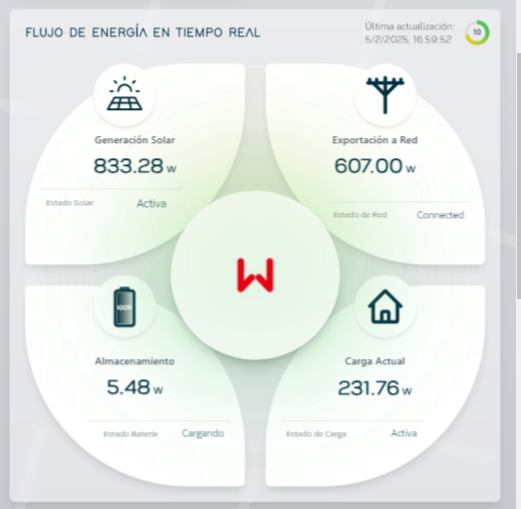 FLUJO DE ENERGÍA EN TIEMPO REAL
Última actualización:
5/2/2025, 16:59:52
10
Generación Solar
833.28 w
Estado Solar Activa
Exportación a Red
607.00 w
Estado de Red Connected
100%
Almacenamiento
5.48 w
Estado Batería Cargando
Carga Actual
231.76 w
Estado de Carga Activa